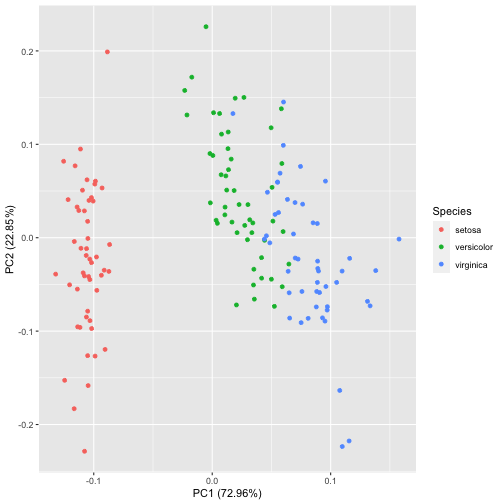 0.2
0.1
0.0
-0.1
-0.2
PC2 (22.85%)
-0.1 0.0 0.1
PC1 (72.96%)
Species
setosa
versicolor
virginica